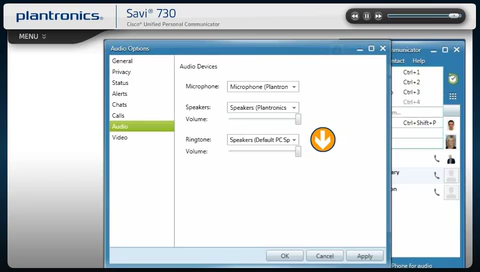 plantronics®
Savi® 730
Cisco® Unified Personal Communicator
MENU
Audio Options
General
Privacy
Status
Alerts
Chats
Calls
Audio
Video
Audio Devices
Microphone: Microphone (Plantron
Speakers: Speakers (Plantronics
Volume:
Ringtone: Speakers (Default PC Sp
Volume:
OK Cancel Apply
mmunicator
ntact Help
Ctrl+1
Ctrl+2
Ctrl+3
Ctrl+4
m...
Ctrl+Shift+P
ary
on
Phone for audio